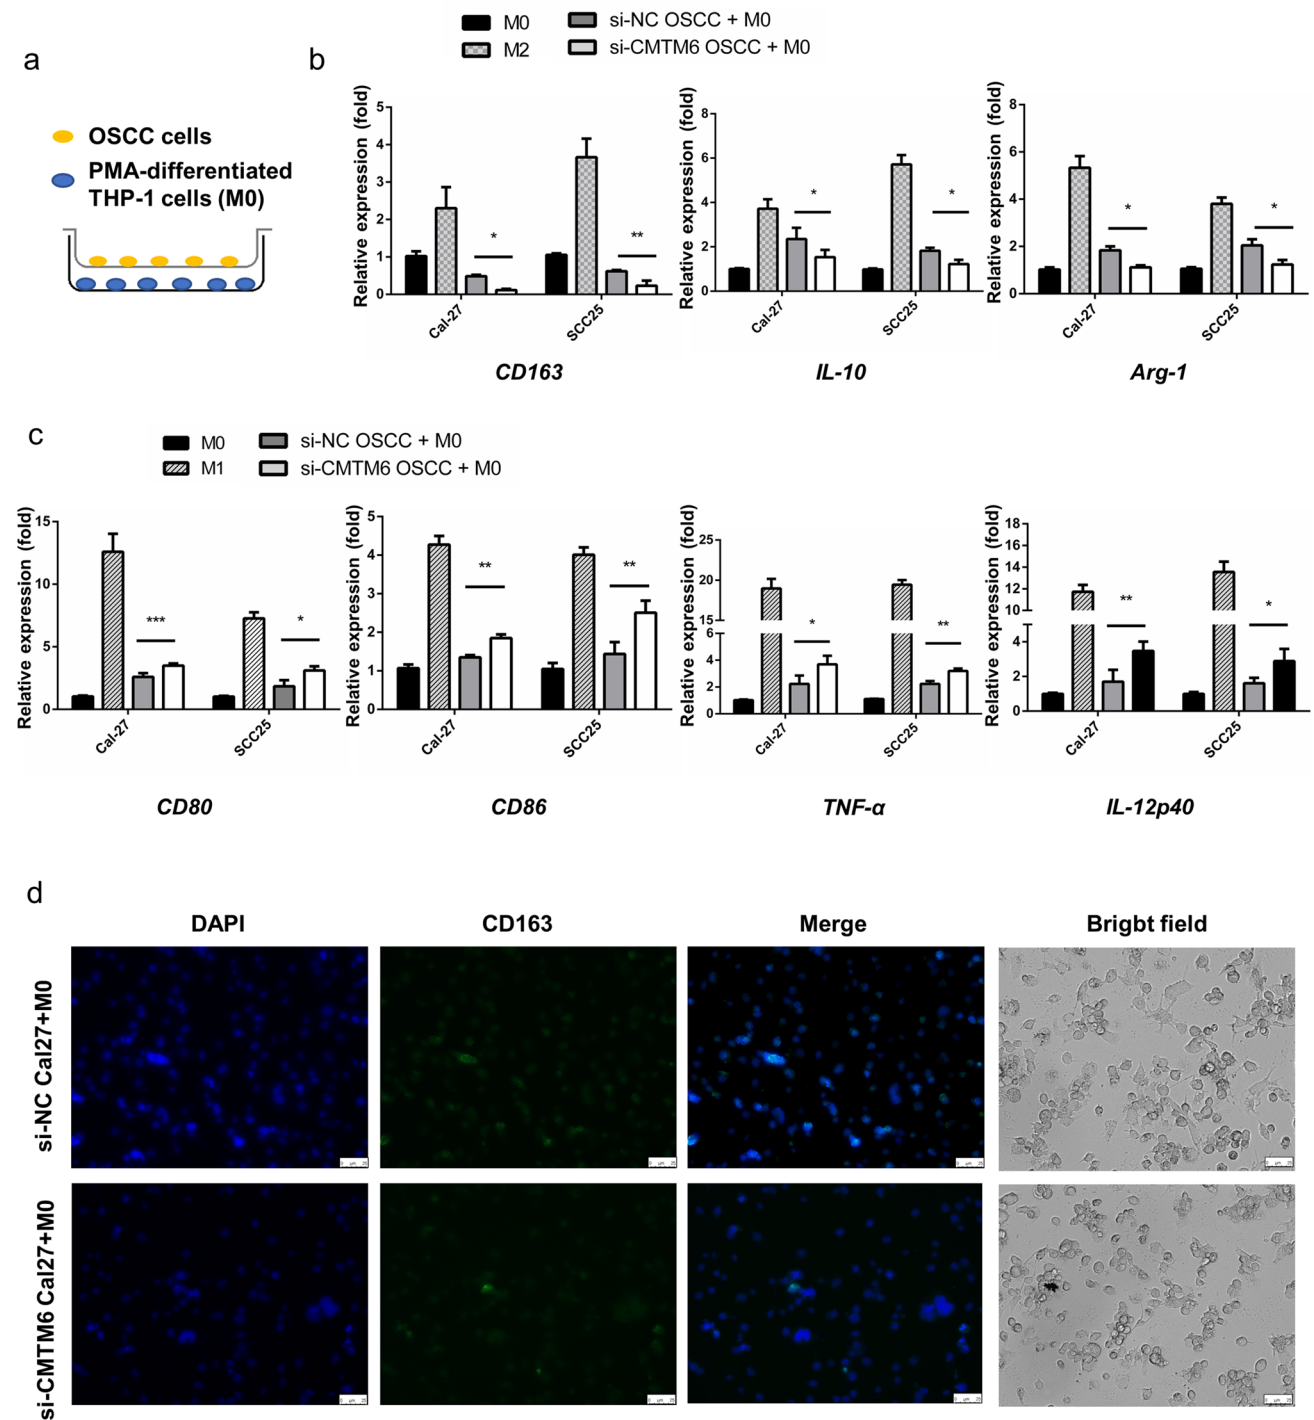 M0
si-NC OSCC + M0
M2
si-CMTM6 OSCC + M0
a
b
OSCC cells
PMA-differentiated
THP-1 cells (M0)
Relative expression (fold)
5
4
3
2
1
0
*
**
Cal-27
SCC25
CD163
Relative expression (fold)
8
6
4
2
0
*
*
Cal-27
SCC25
IL-10
Relative expression (fold)
8
6
4
2
0
*
*
Cal-27
SCC25
Arg-1
c
M0
si-NC OSCC + M0
M1
si-CMTM6 OSCC + M0
Relative expression (fold)
15
10
5
0
***
*
Cal-27
SCC25
CD80
Relative expression (fold)
5
4
3
2
1
0
**
**
Cal-27
SCC25
CD86
Relative expression (fold)
25
20
15
6
4
2
0
*
**
Cal-27
SCC25
TNF-α
Relative expression (fold)
18
16
14
12
10
4
2
0
**
*
Cal-27
SCC25
IL-12p40
d
DAPI
CD163
Merge
Brigbt field
si-NC Cal27+M0
si-CMTM6 Cal27+M0